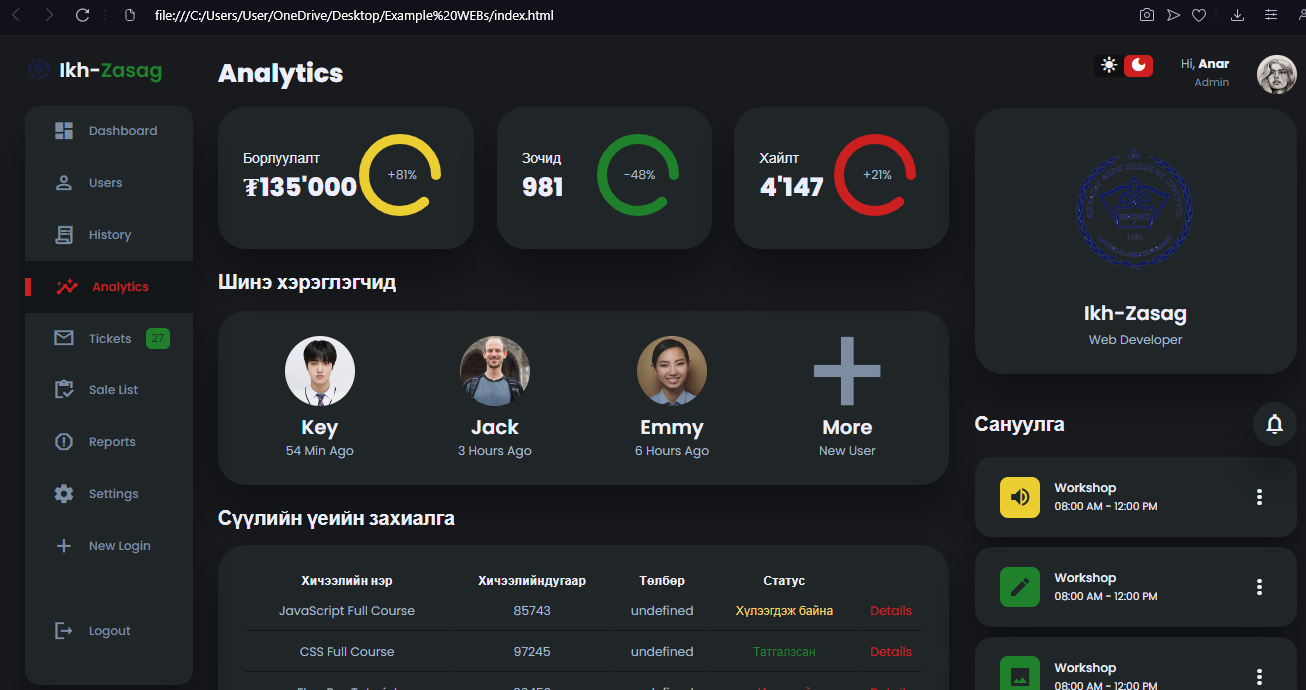 file:///C:/Users/User/OneDrive/Desktop/Example%20WEBs/index.html
Ikh-Zasag
Dashboard
Users
History
Analytics
Tickets 27
Sale List
Reports
Settings
New Login
Logout
Analytics
Борлуулалт
₮135'000
+81%
Зочид
981
-48%
Хайлт
4'147
+21%
Шинэ хэрэглэгчид
Key
54 Min Ago
Jack
3 Hours Ago
Emmy
6 Hours Ago
More
New User
Сүүлийн үеийн захиалга
Хичээлийн нэр Хичээлийндугаар Төлбөр Статус
JavaScript Full Course 85743 undefined Хүлээгдэж байна Details
CSS Full Course 97245 undefined Татгалзсан Details
Hi, Anar
Admin
Ikh-Zasag
Web Developer
Сануулга
Workshop
08:00 AM - 12:00 PM
Workshop
08:00 AM - 12:00 PM
Workshop
08:00 AM - 12:00 PM